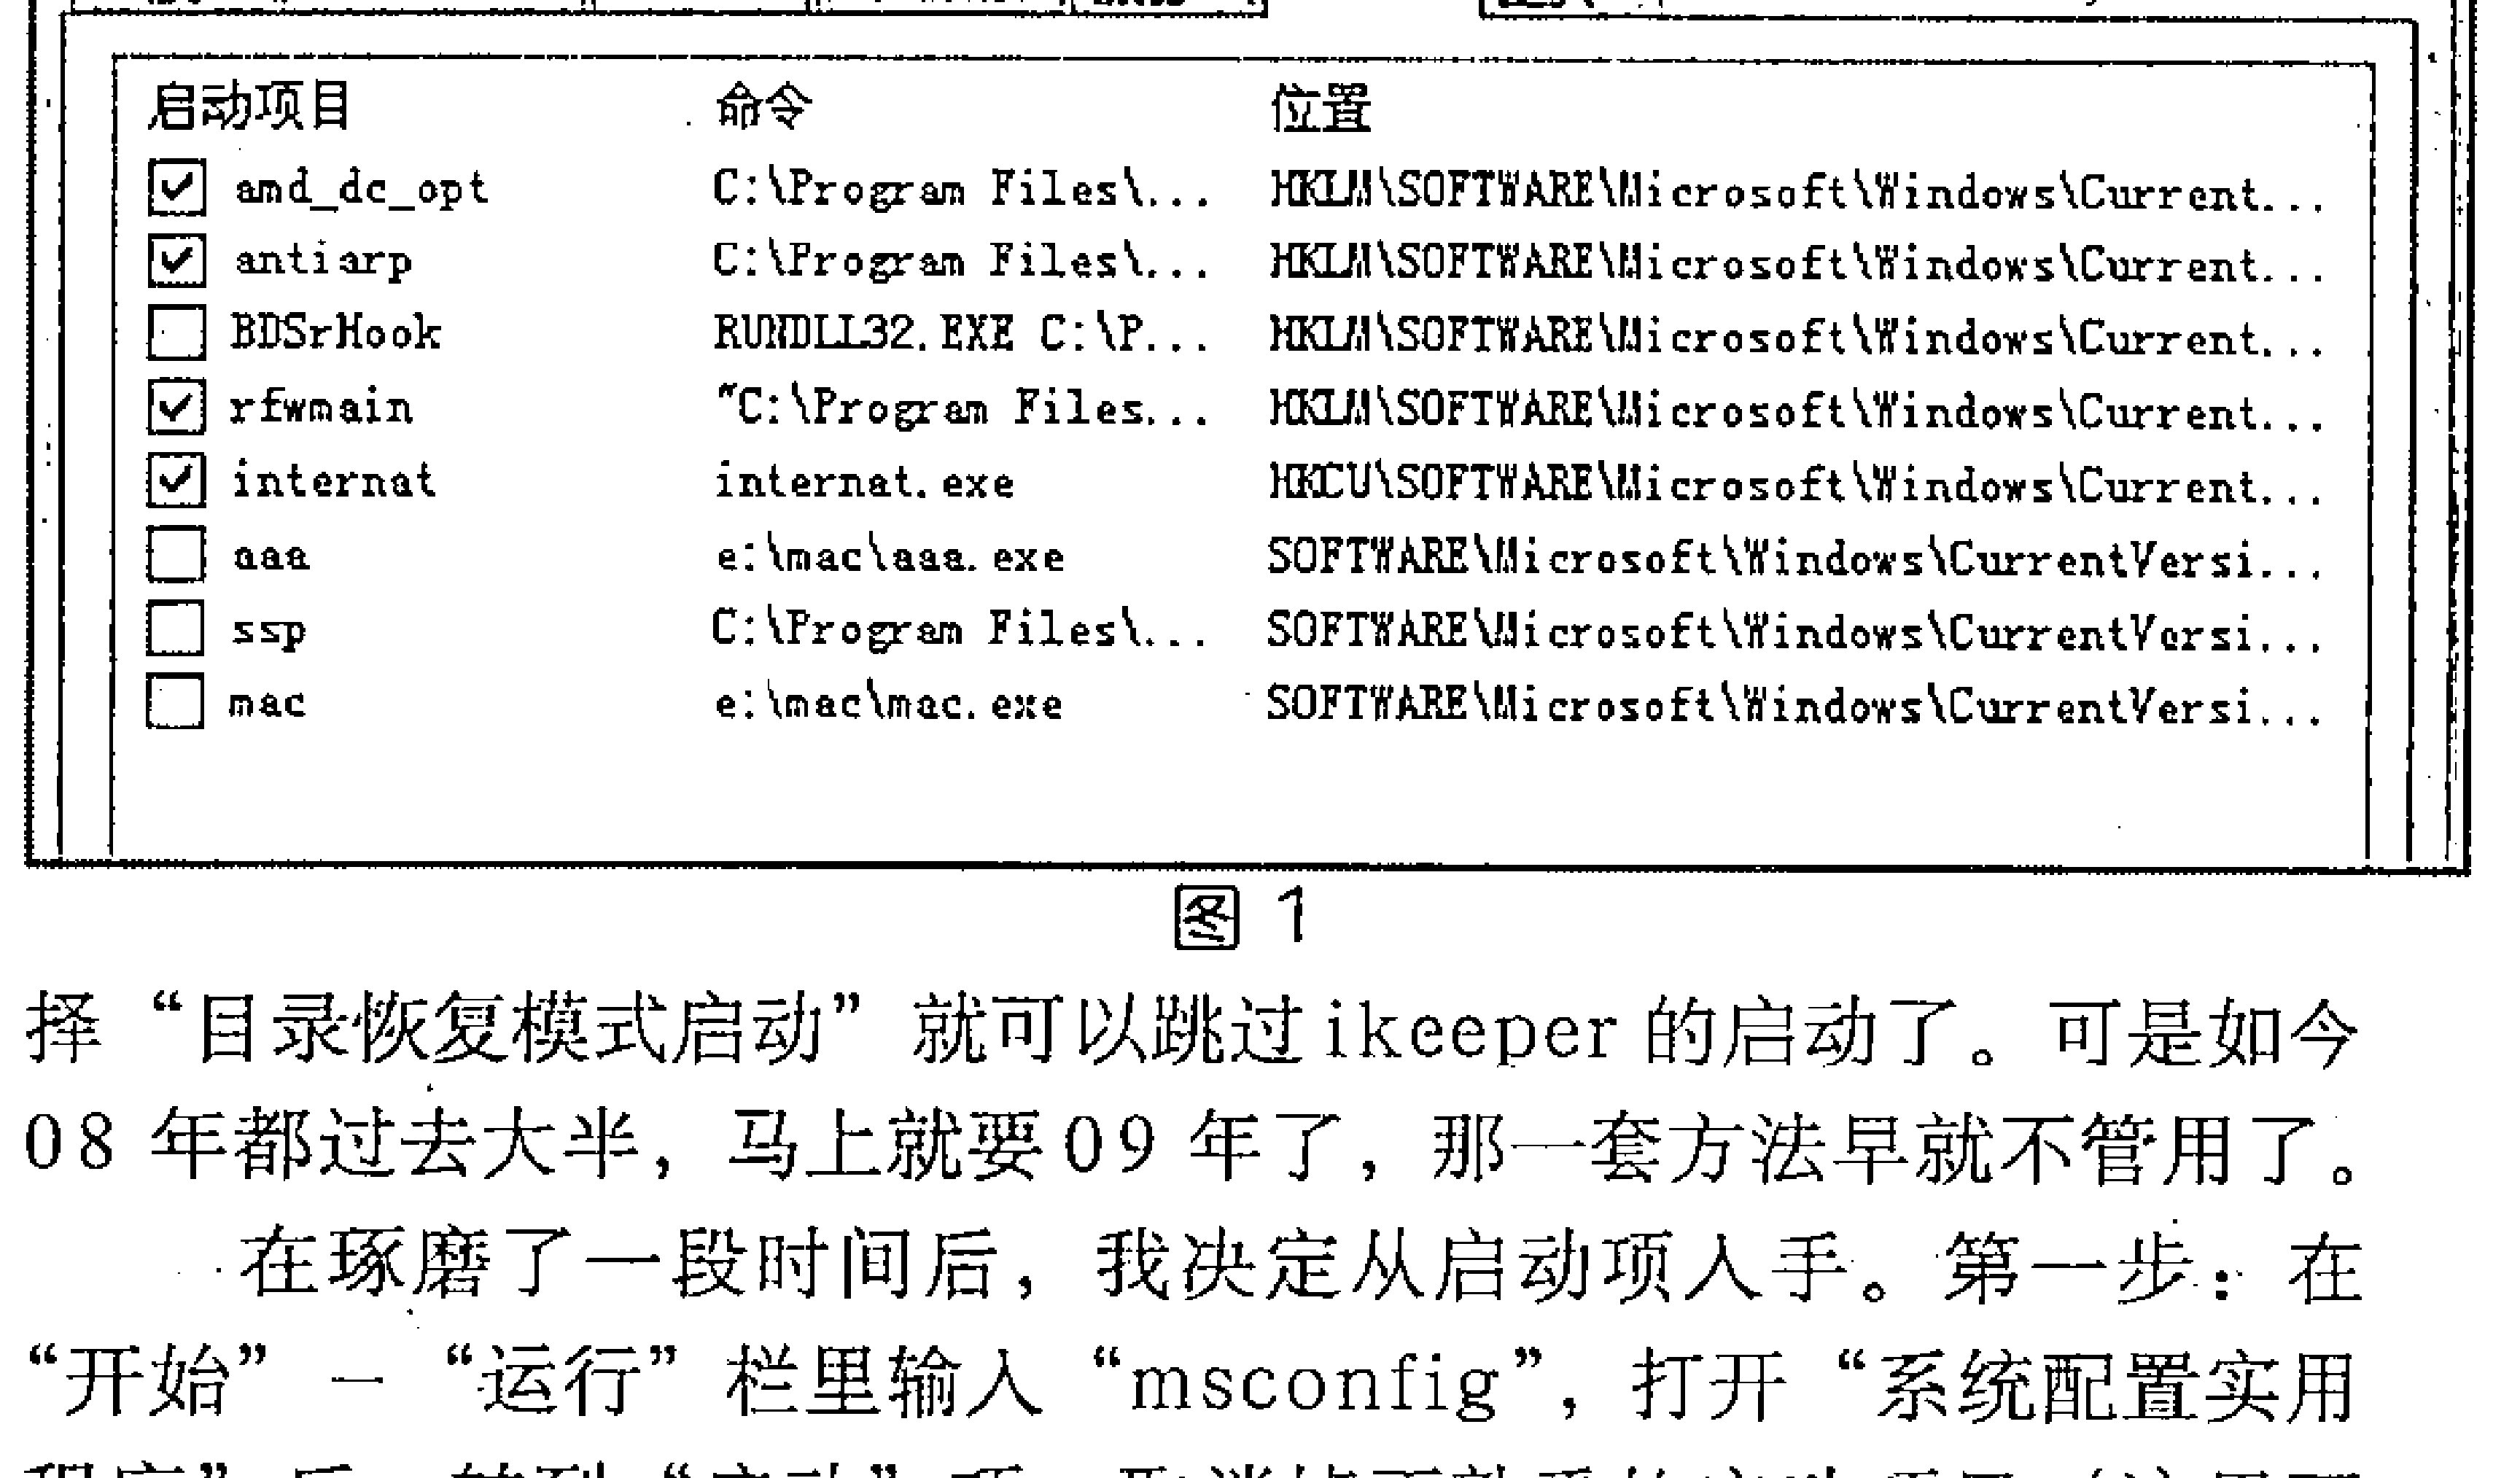 启动项目 命令 位置
amd_dc_opt C:\Program Files\... HKLM\SOFTWARE\Microsoft\Windows\Current...
antiarp C:\Program Files\... HKLM\SOFTWARE\Microsoft\Windows\Current...
BDSrHook RUNDLL32.EXE C:\P... HKLM\SOFTWARE\Microsoft\Windows\Current...
rfwmain "C:\Program Files... HKLM\SOFTWARE\Microsoft\Windows\Current...
internat internat.exe HKCU\SOFTWARE\Microsoft\Windows\Current...
aaa e:\mac\aaa.exe SOFTWARE\Microsoft\Windows\CurrentVersi...
ssp C:\Program Files\... SOFTWARE\Microsoft\Windows\CurrentVersi...
mac e:\mac\mac.exe SOFTWARE\Microsoft\Windows\CurrentVersi...
图 1
择“目录恢复模式启动”就可以跳过ikeeper的启动了。可是如今
08 年都过去大半，马上就要09 年了，那一套方法早就不管用了。
在琢磨了一段时间后，我决定从启动项入手。第一步：在
“开始”－“运行”栏里输入“msconfig”，打开“系统配置实用